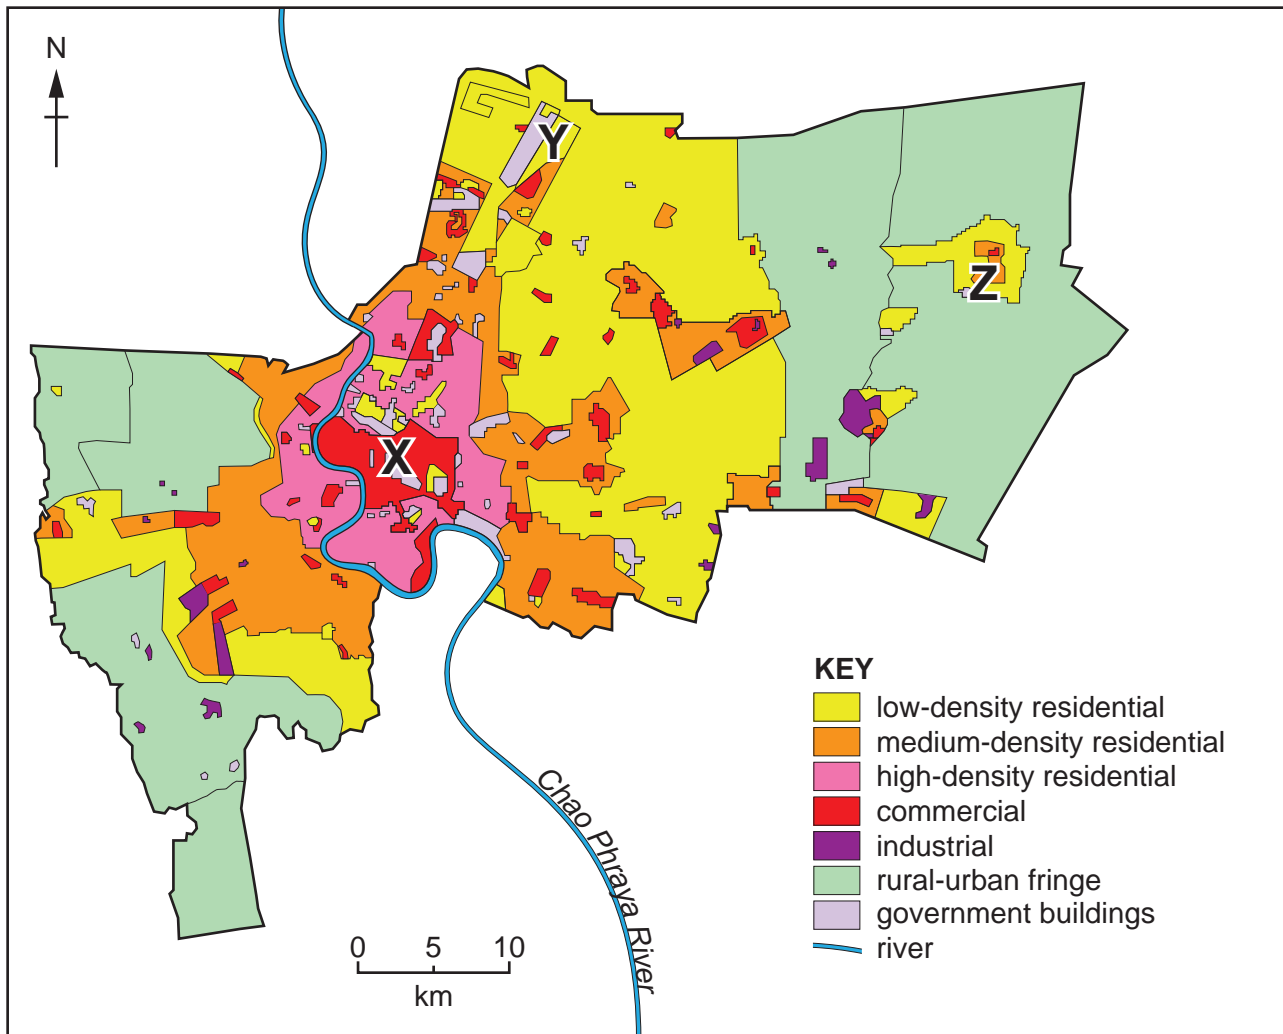 N
Y
Z
X
KEY
low-density residential
medium-density residential
high-density residential
commercial
industrial
rural-urban fringe
government buildings
river
Chao Phraya River
0 5 10
km